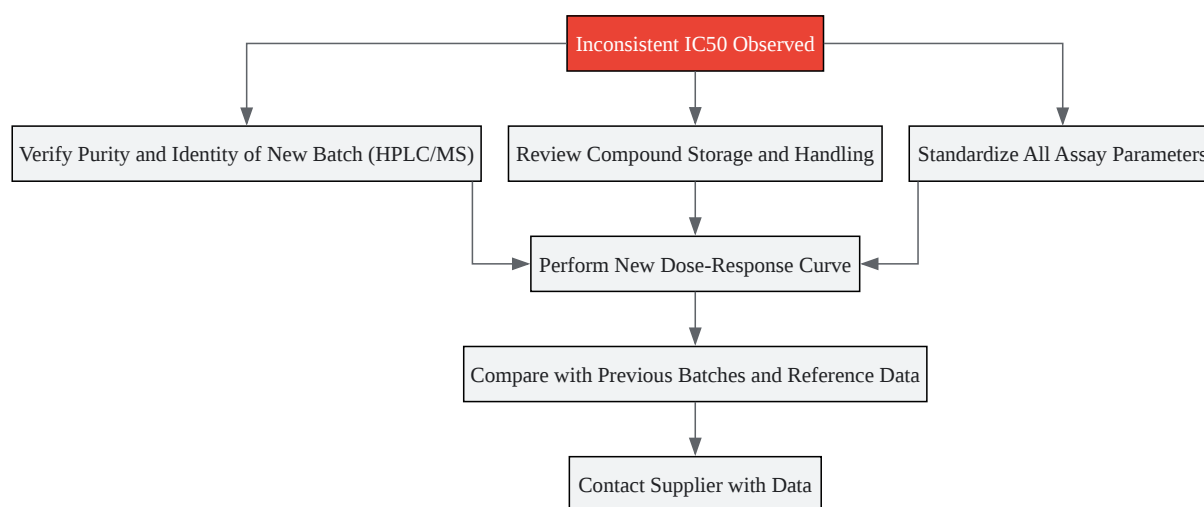 Inconsistent IC50 Observed
Verify Purity and Identity of New Batch (HPLC/MS)
Review Compound Storage and Handling
Standardize All Assay Parameters
Perform New Dose-Response Curve
Compare with Previous Batches and Reference Data
Contact Supplier with Data